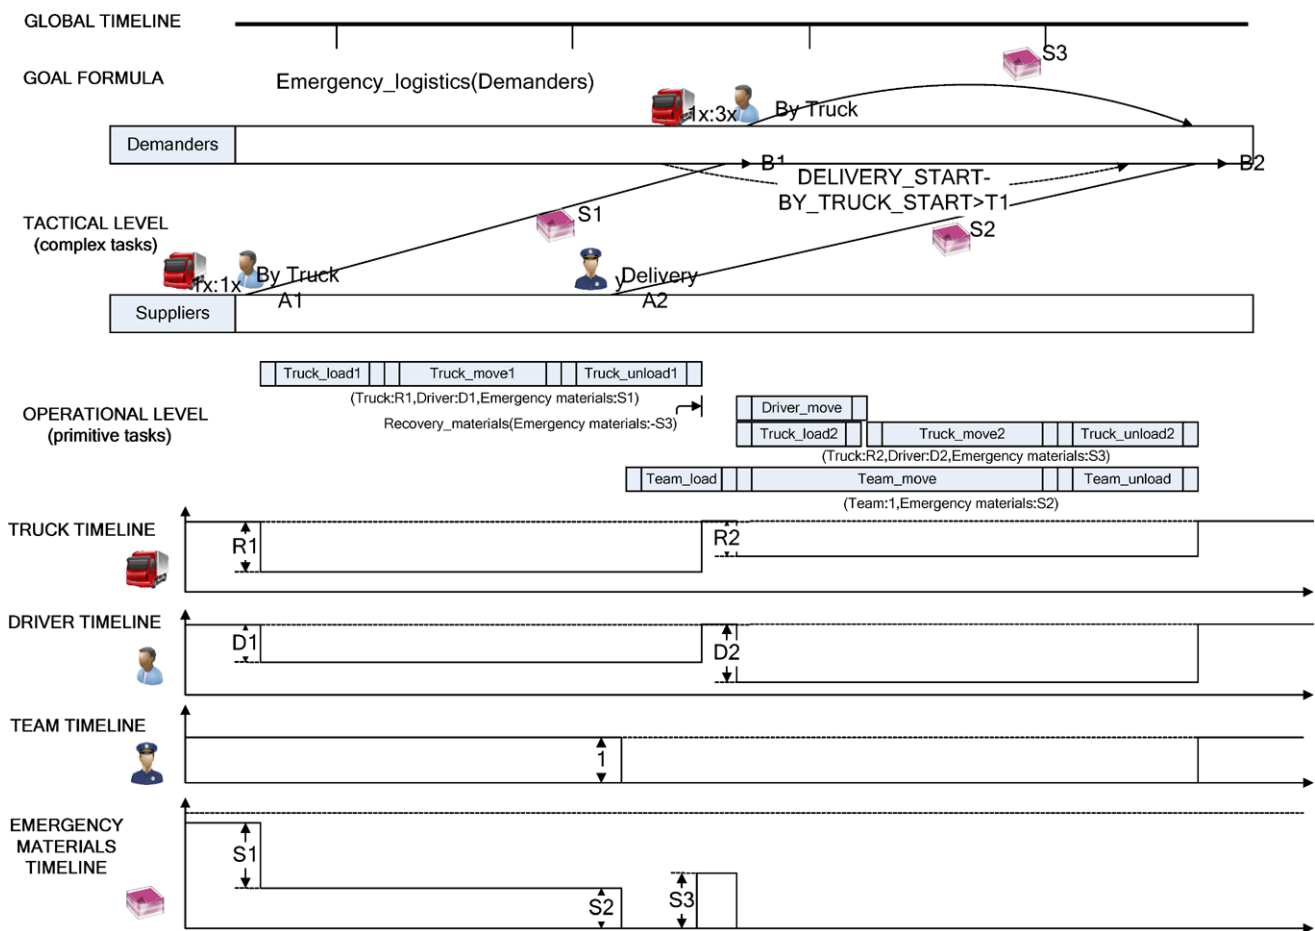 GLOBAL TIMELINE
GOAL FORMULA
Emergency_logistics(Demanders)
S3
1x:3x
By Truck
Demanders
B1
B2
DELIVERY_START-
BY_TRUCK_START>T1
TACTICAL LEVEL
(complex tasks)
S1
S2
1x:1x
By Truck
A1
y
Delivery
A2
Suppliers
Truck_load1
Truck_move1
Truck_unload1
(Truck:R1,Driver:D1,Emergency materials:S1)
Recovery_materials(Emergency materials:-S3)
OPERATIONAL LEVEL
(primitive tasks)
Driver_move
Truck_load2
Truck_move2
Truck_unload2
(Truck:R2,Driver:D2,Emergency materials:S3)
Team_load
Team_move
Team_unload
(Team:1,Emergency materials:S2)
TRUCK TIMELINE
R1
R2
DRIVER TIMELINE
D1
D2
TEAM TIMELINE
1
EMERGENCY
MATERIALS
TIMELINE
S1
S2
S3